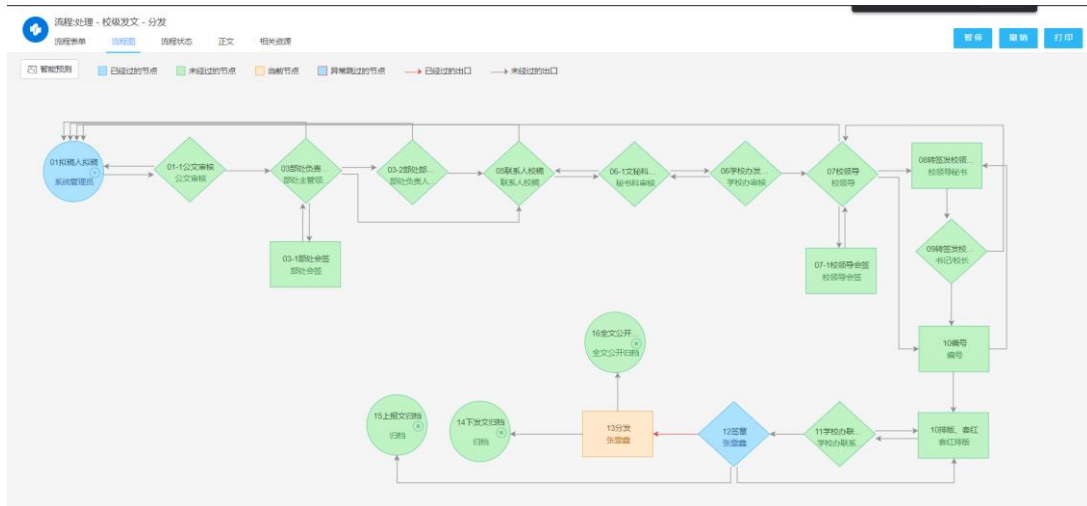 流程:处理 - 校级发文 - 分发
流程表单 流程图 流程状态 正文 相关资源
暂停 撤销 打印
智能预测 已经过的节点 未经过的节点 当前节点 异常跳过的节点 已经过的出口 未经过的出口
01拟稿人拟稿
系统管理员
01-1公文审核
公文审核
03部处负责...
部处主管领
03-2部处部...
部处负责人...
05联系人校稿
联系人校稿
06-1文秘科...
秘书科审核
06学校办发...
学校办审核
07校领导
校领导
08转签发校领...
校领导秘书
03-1部处会签
部处会签
07-1校领导会签
校领导会签
09转签发校...
书记/校长
10编号
编号
16全文公开...
全文公开归档
15上报文归档
归档
14下发文归档
归档
13分发
12签章
11学校办联...
学校办联系...
10排版、套红
套红排版